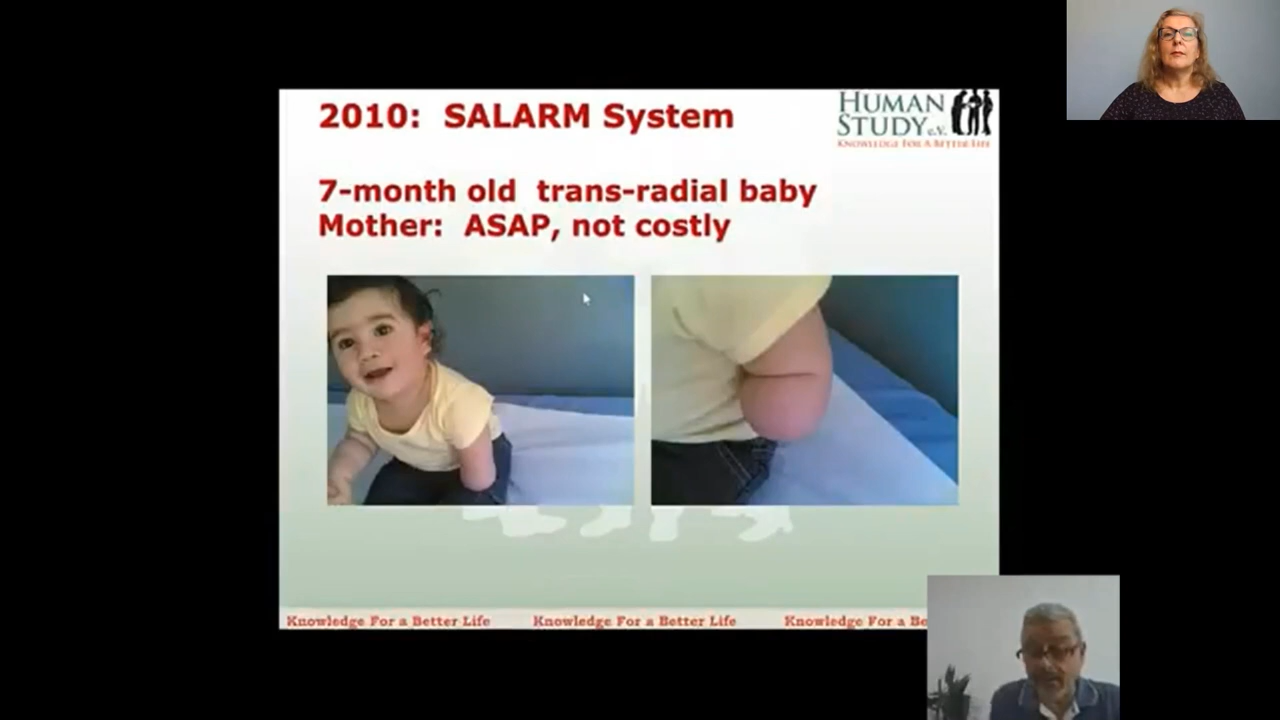 2010: SALARM System
HUMAN
STUDY e.V.
KNOWLEDGE FOR A BETTER LIFE
7-month old trans-radial baby
Mother: ASAP, not costly
Knowledge For a Better Life Knowledge For a Better Life Knowledge For a Be